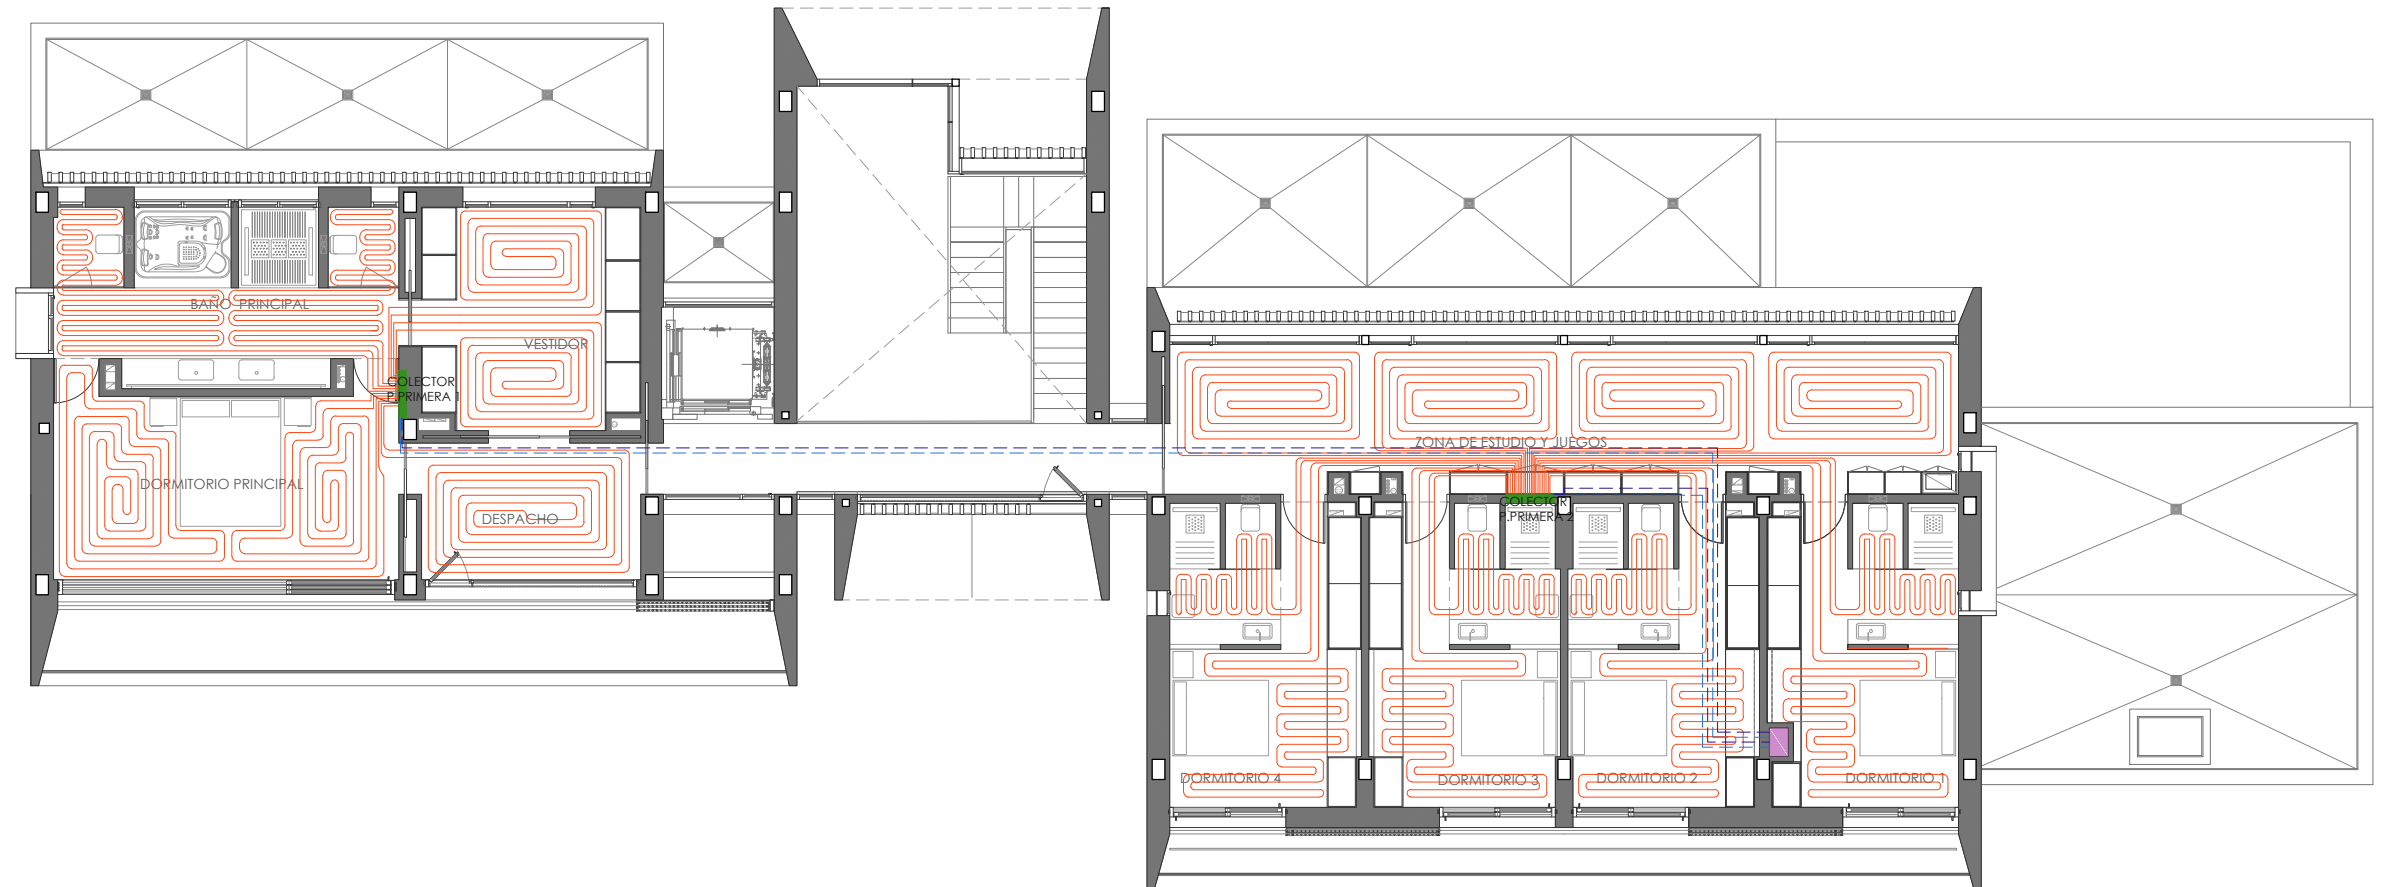 BAÑO PRINCIPAL
VESTIDOR
COLECTOR
P.PRIMERA 1
ZONA DE ESTUDIO Y JUEGOS
DORMITORIO PRINCIPAL
DESPACHO
COLECTOR
P.PRIMERA 2
DORMITORIO 4
DORMITORIO 3
DORMITORIO 2
DORMITORIO 1